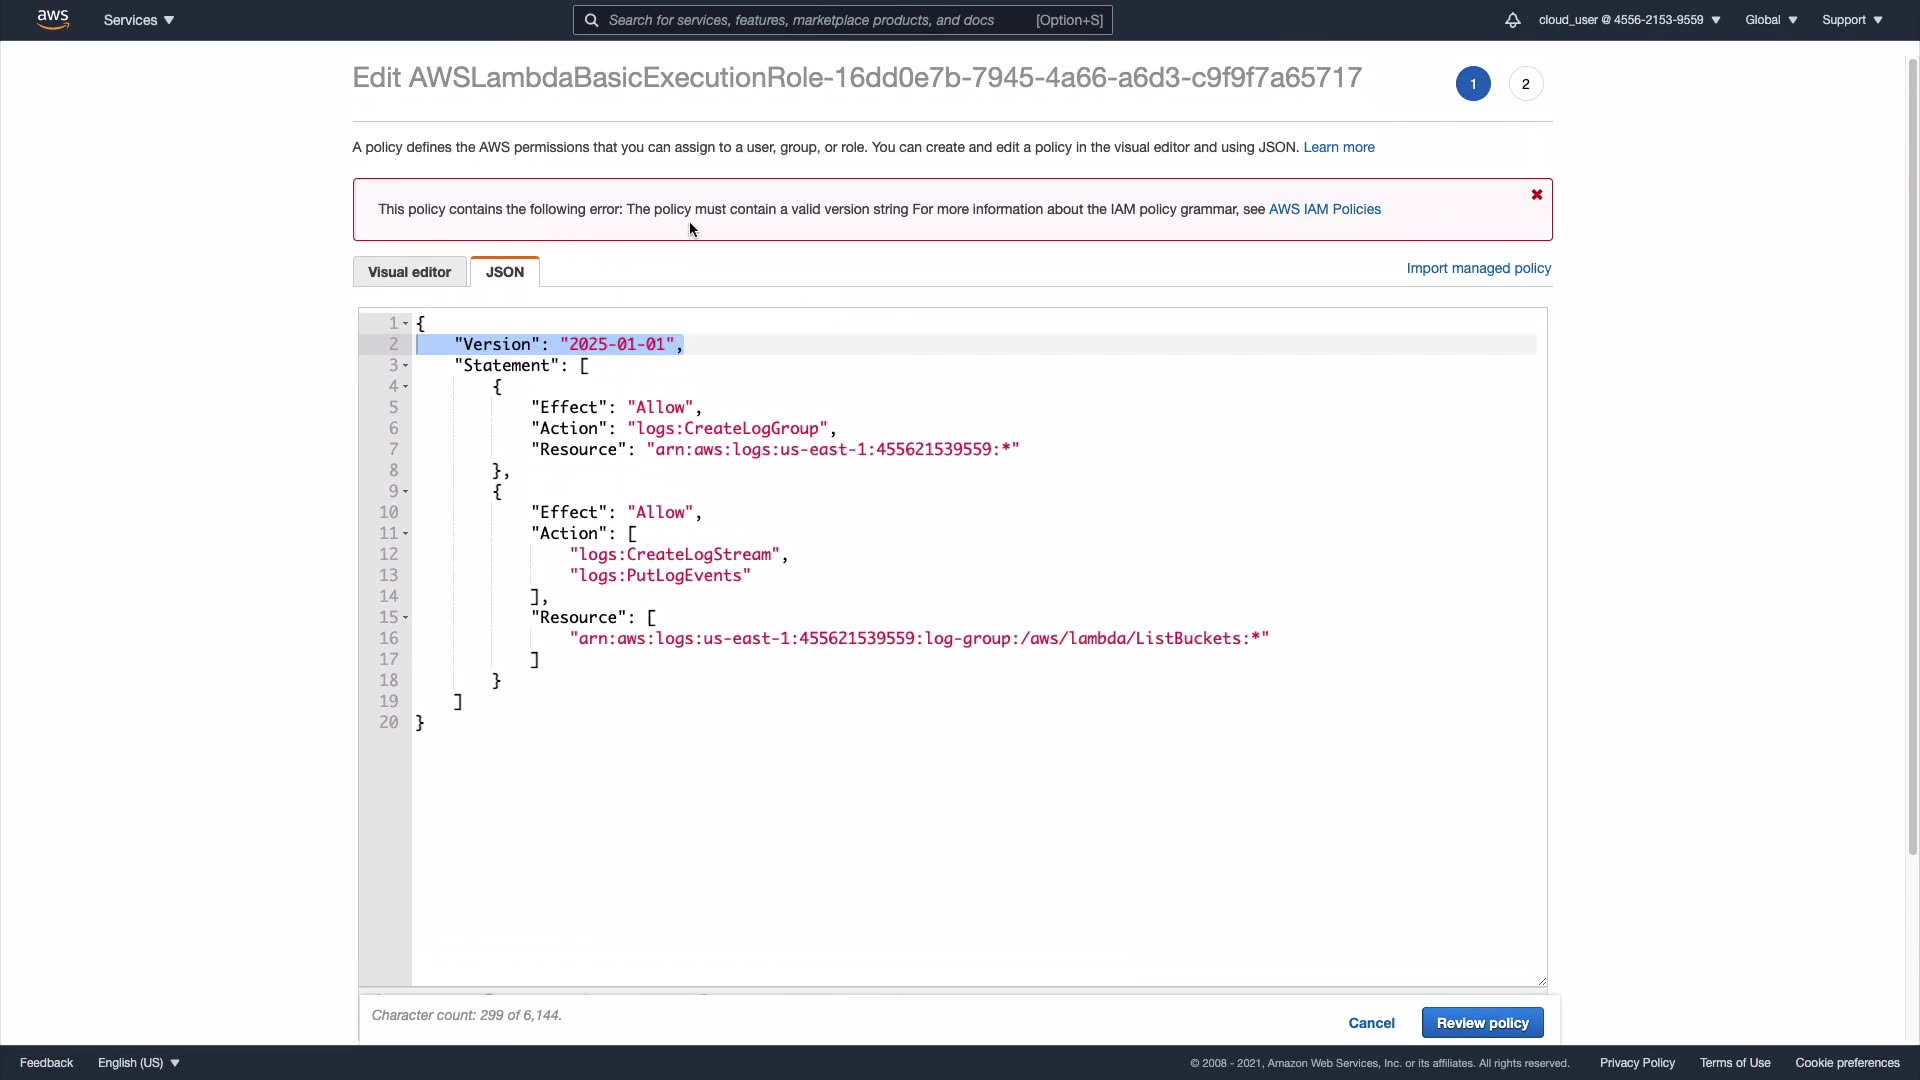 aws Services ▼ Search for services, features, marketplace products, and docs [Option+S] cloud_user @ 4556-2153-9559 ▼ Global ▼ Support ▼
Edit AWSLambdaBasicExecutionRole-16dd0e7b-7945-4a66-a6d3-c9f9f7a65717 1 2
A policy defines the AWS permissions that you can assign to a user, group, or role. You can create and edit a policy in the visual editor and using JSON. Learn more
This policy contains the following error: The policy must contain a valid version string For more information about the IAM policy grammar, see AWS IAM Policies
Visual editor JSON Import managed policy
1 {
2 "Version": "2025-01-01",
3 "Statement": [
4 {
5 "Effect": "Allow",
6 "Action": "logs:CreateLogGroup",
7 "Resource": "arn:aws:logs:us-east-1:455621539559:*"
8 },
9 {
10 "Effect": "Allow",
11 "Action": [
12 "logs:CreateLogStream",
13 "logs:PutLogEvents"
14 ],
15 "Resource": [
16 "arn:aws:logs:us-east-1:455621539559:log-group:/aws/lambda/ListBuckets:*"
17 ]
18 }
19 ]
20 }
Character count: 299 of 6,144.
Cancel Review policy
Feedback English (US) ▼ © 2008 - 2021, Amazon Web Services, Inc. or its affiliates. All rights reserved. Privacy Policy Terms of Use Cookie preferences